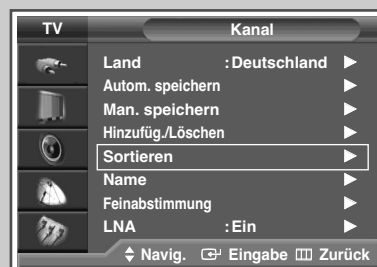 TV Kanal
Land : Deutschland ►
Autom. speichern ►
Man. speichern ►
Hinzufüg./Löschen ►
Sortieren ►
Name ►
Feinabstimmung ►
LNA : Ein ►
Navig. Eingabe Zurück